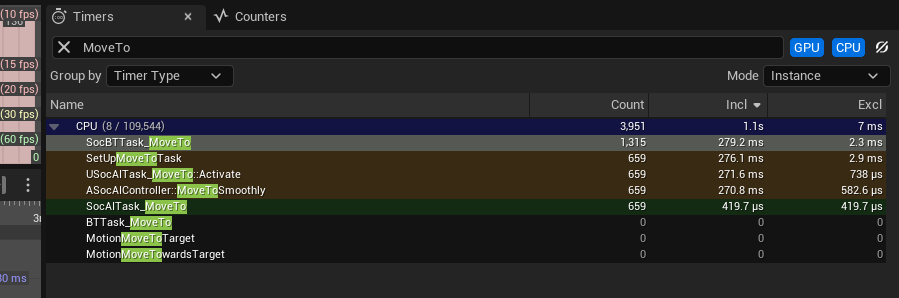 (10 fps)
Timers
Counters
MoveTo
GPU
CPU
(15 fps)
Group by
Timer Type
Mode
Instance
(20 fps)
Name
Count
Incl
Excl
(30 fps)
CPU (8 / 109,544) 3,951 1.1s 7 ms
(60 fps)
SocBTTask_MoveTo 1,315 279.2 ms 2.3 ms
0
SetUpMoveToTask 659 276.1 ms 2.9 ms
USocAITask_MoveTo::Activate 659 271.6 ms 738 µs
ASocAIController::MoveToSmoothly 659 270.8 ms 582.6 µs
SocAITask_MoveTo 659 419.7 µs 419.7 µs
BTTask_MoveTo 0 0 0
MotionMoveToTarget 0 0 0
MotionMoveTowardsTarget 0 0 0